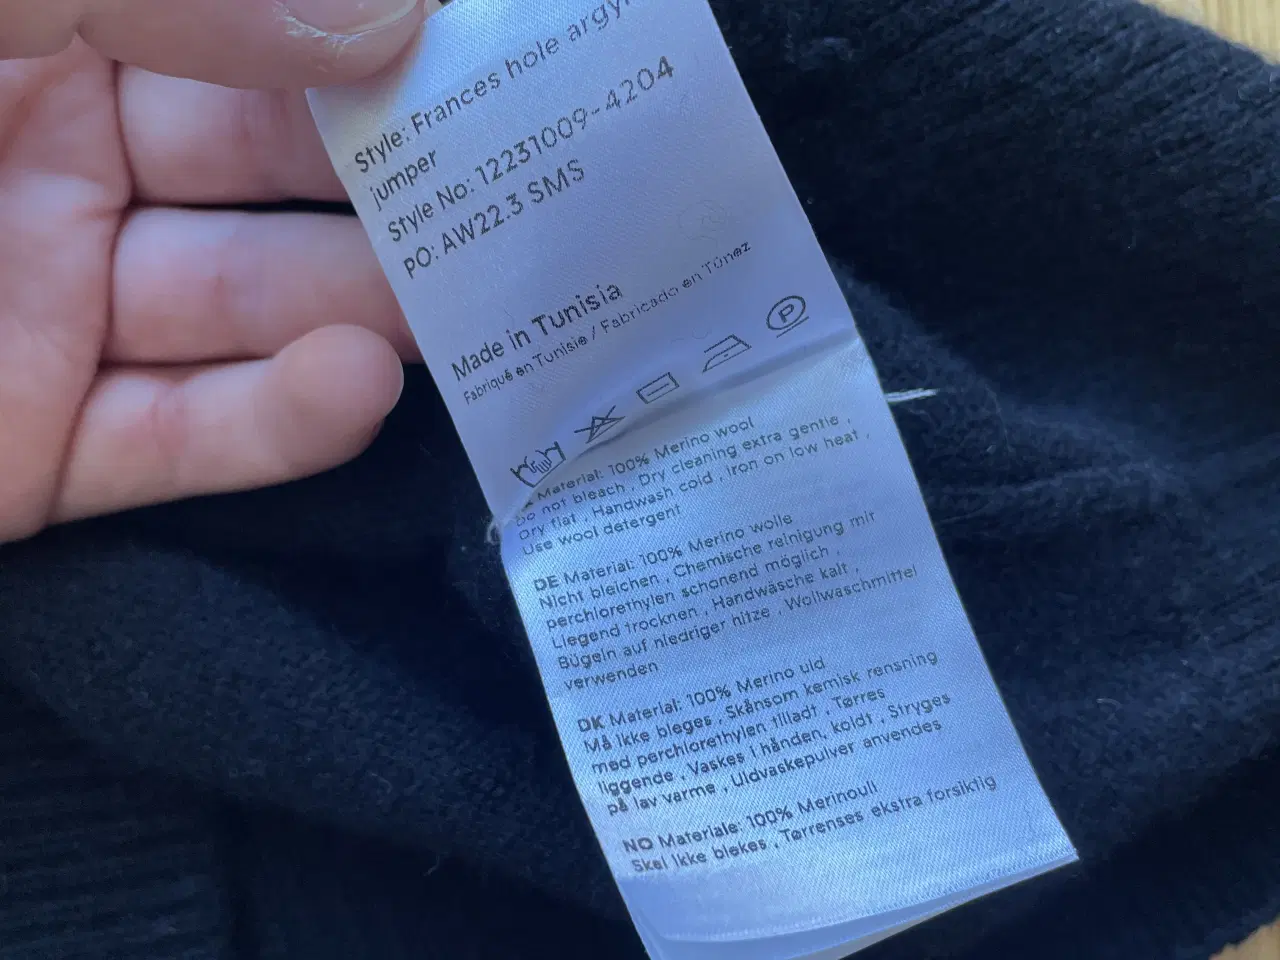 Style: Frances hole
jumper
Style No: 12231009-4204
PO: AW22.3 SMS
Made in Tunisia
Fabriqué en Tunisie / Fabricado en Túnez
P
Material: 100% Merino wool
Do not bleach , Dry cleaning extra gentle ,
Dry flat , Handwash cold , Iron on low heat ,
Use wool detergent
DE Material: 100% Merino wolle
Nicht bleichen , Chemische reinigung mit
perchlorethylen schonend möglich ,
Liegend trocknen , Handwäsche kalt ,
Bügeln auf niedriger hitze , Wollwaschmittel
verwenden
DK Material: 100% Merino uld
Må ikke bleges , Skånsom kemisk rensning
med perchlorethylen tilladt , Tørres
liggende , Vaskes i hånden, koldt , Stryges
på lav varme , Uldvaskepulver anvendes
NO Materiale: 100% Merinoull
Skal ikke blekes , Tørrenses ekstra forsiktig